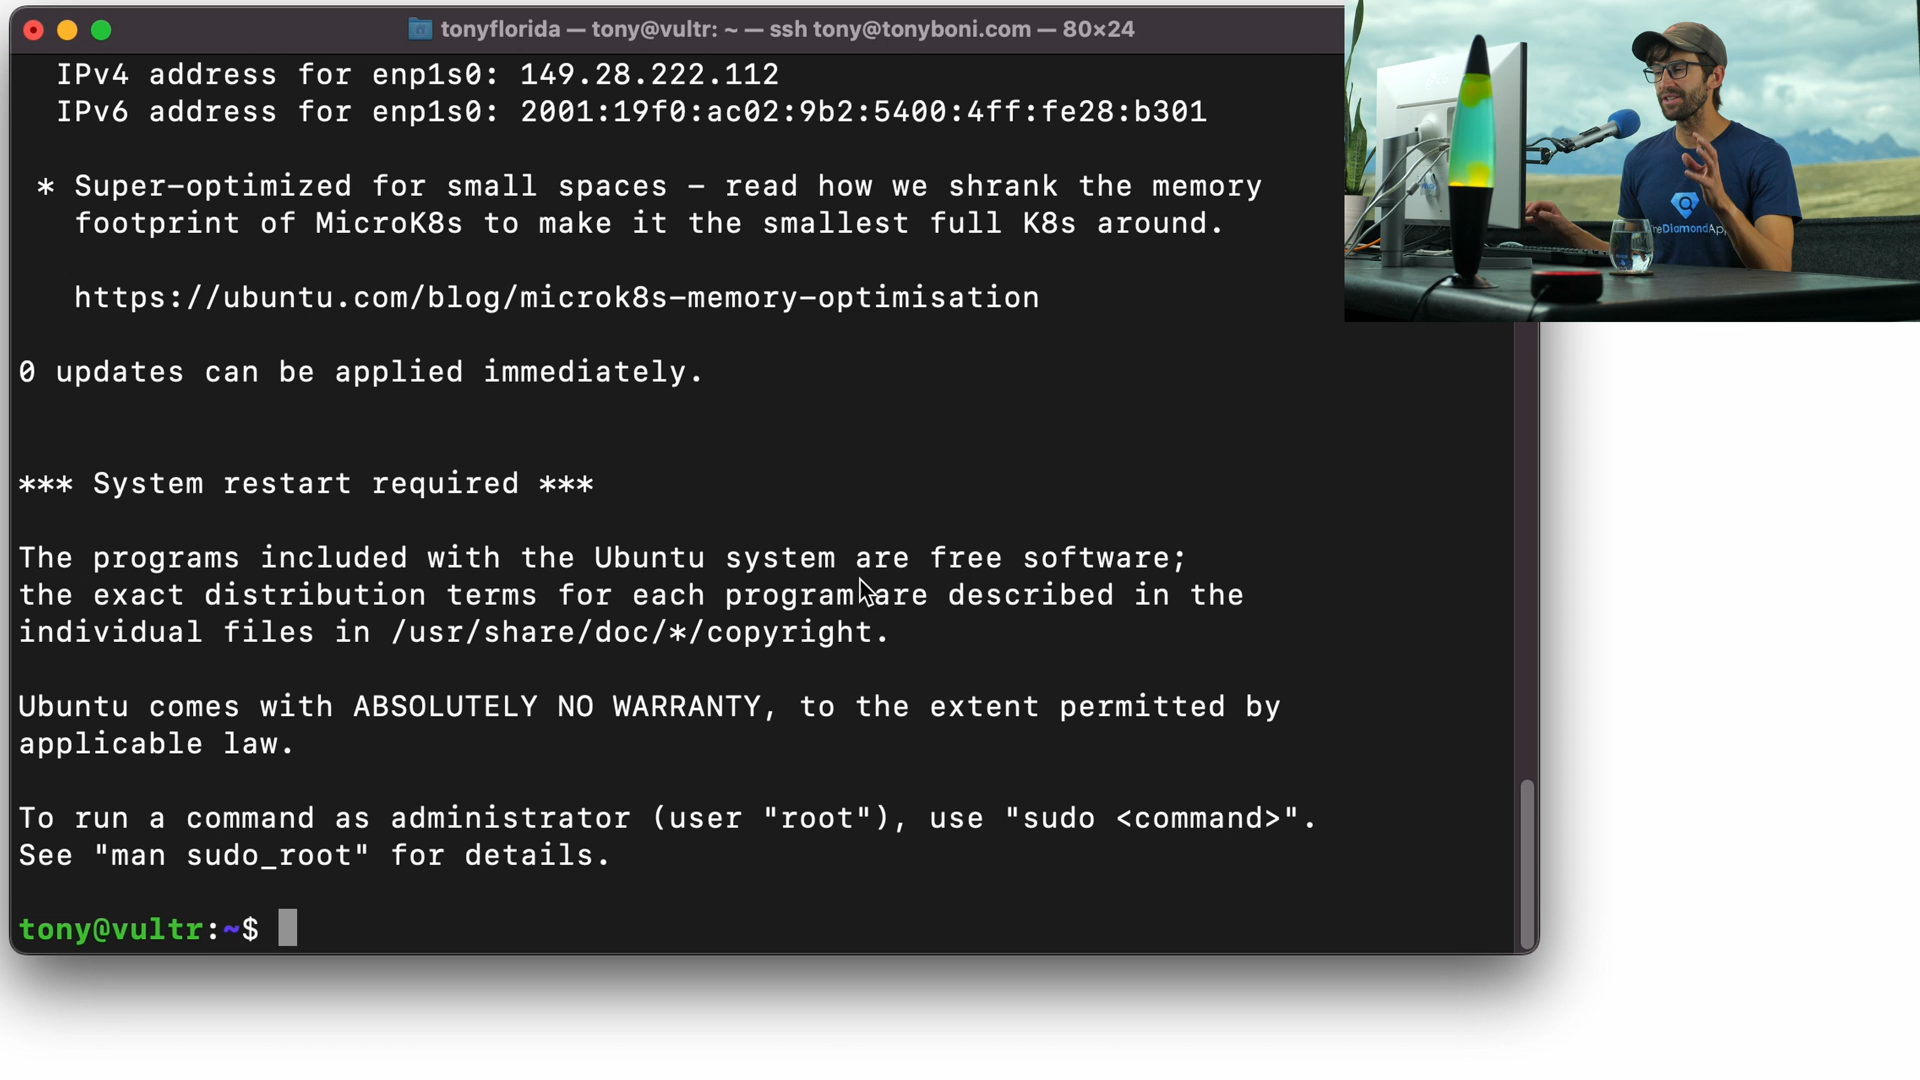 tonyflorida — tony@vultr: ~ — ssh tony@tonyboni.com — 80×24
IPv4 address for enp1s0: 149.28.222.112
IPv6 address for enp1s0: 2001:19f0:ac02:9b2:5400:4ff:fe28:b301
* Super-optimized for small spaces - read how we shrank the memory
footprint of MicroK8s to make it the smallest full K8s around.
https://ubuntu.com/blog/microk8s-memory-optimisation
0 updates can be applied immediately.
*** System restart required ***
The programs included with the Ubuntu system are free software;
the exact distribution terms for each program are described in the
individual files in /usr/share/doc/*/copyright.
Ubuntu comes with ABSOLUTELY NO WARRANTY, to the extent permitted by
applicable law.
To run a command as administrator (user "root"), use "sudo <command>".
See "man sudo_root" for details.
tony@vultr:~$